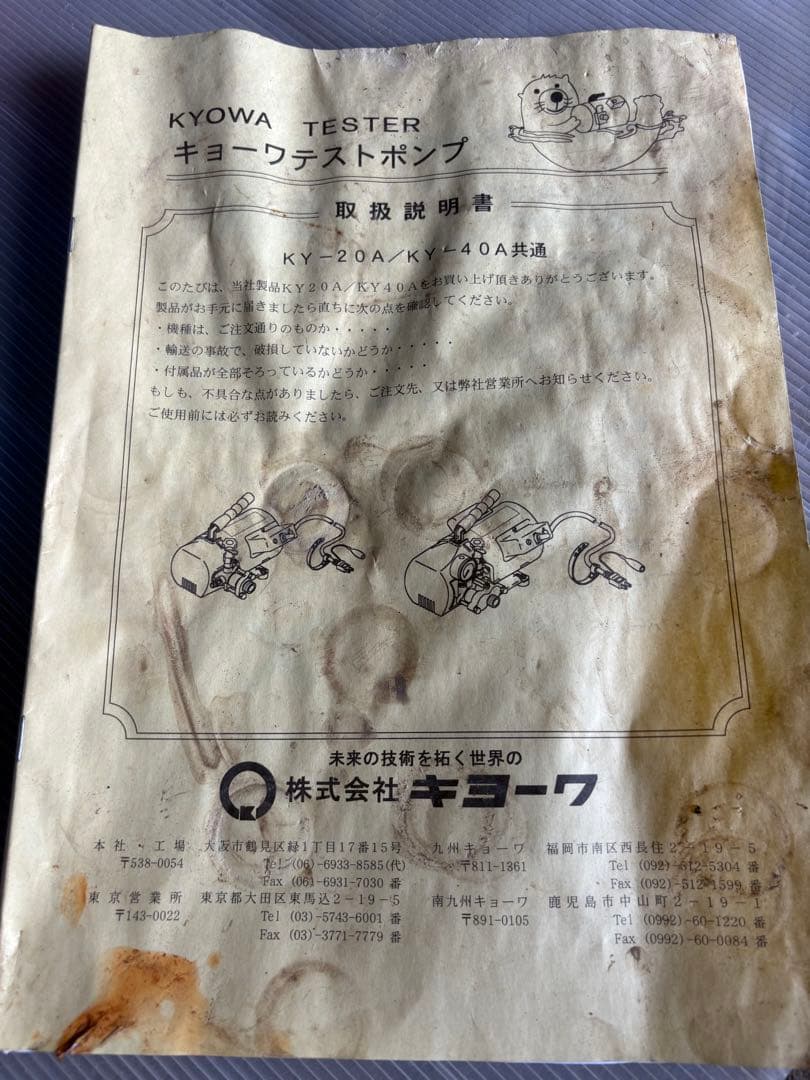 KYOWA TESTER
キョーワテストポンプ
取扱説明書
KY－20A／KY－40A共通
このたびは、当社製品KY20A／KY40Aをお買い上げ頂きありがとうございます。
製品がお手元に届きましたら直ちに次の点を確認してください。
・機種は、ご注文通りのものか・・・・・
・輸送の事故で、破損していないかどうか・・・・・
・付属品が全部そろっているかどうか・・・・・
もしも、不具合な点がありましたら、ご注文先、又は弊社営業所へお知らせください。
ご使用前には必ずお読みください。
未来の技術を拓く世界の
株式会社 キヨーワ
本社・工場 大阪市鶴見区緑1丁目17番15号
〒538-0054 Tel (06)-6933-8585(代)
Fax (06)-6931-7030 番
東京営業所 東京都大田区東馬込2－19－5
〒143-0022 Tel (03)-5743-6001 番
Fax (03)-3771-7779 番
九州キョーワ 福岡市南区西長住2－19－5
〒811-1361 Tel (092)-512-5304 番
Fax (092)-512-1599 番
南九州キョーワ 鹿児島市中山町2－19－1
〒891-0105 Tel (0992)-60-1220 番
Fax (0992)-60-0084 番